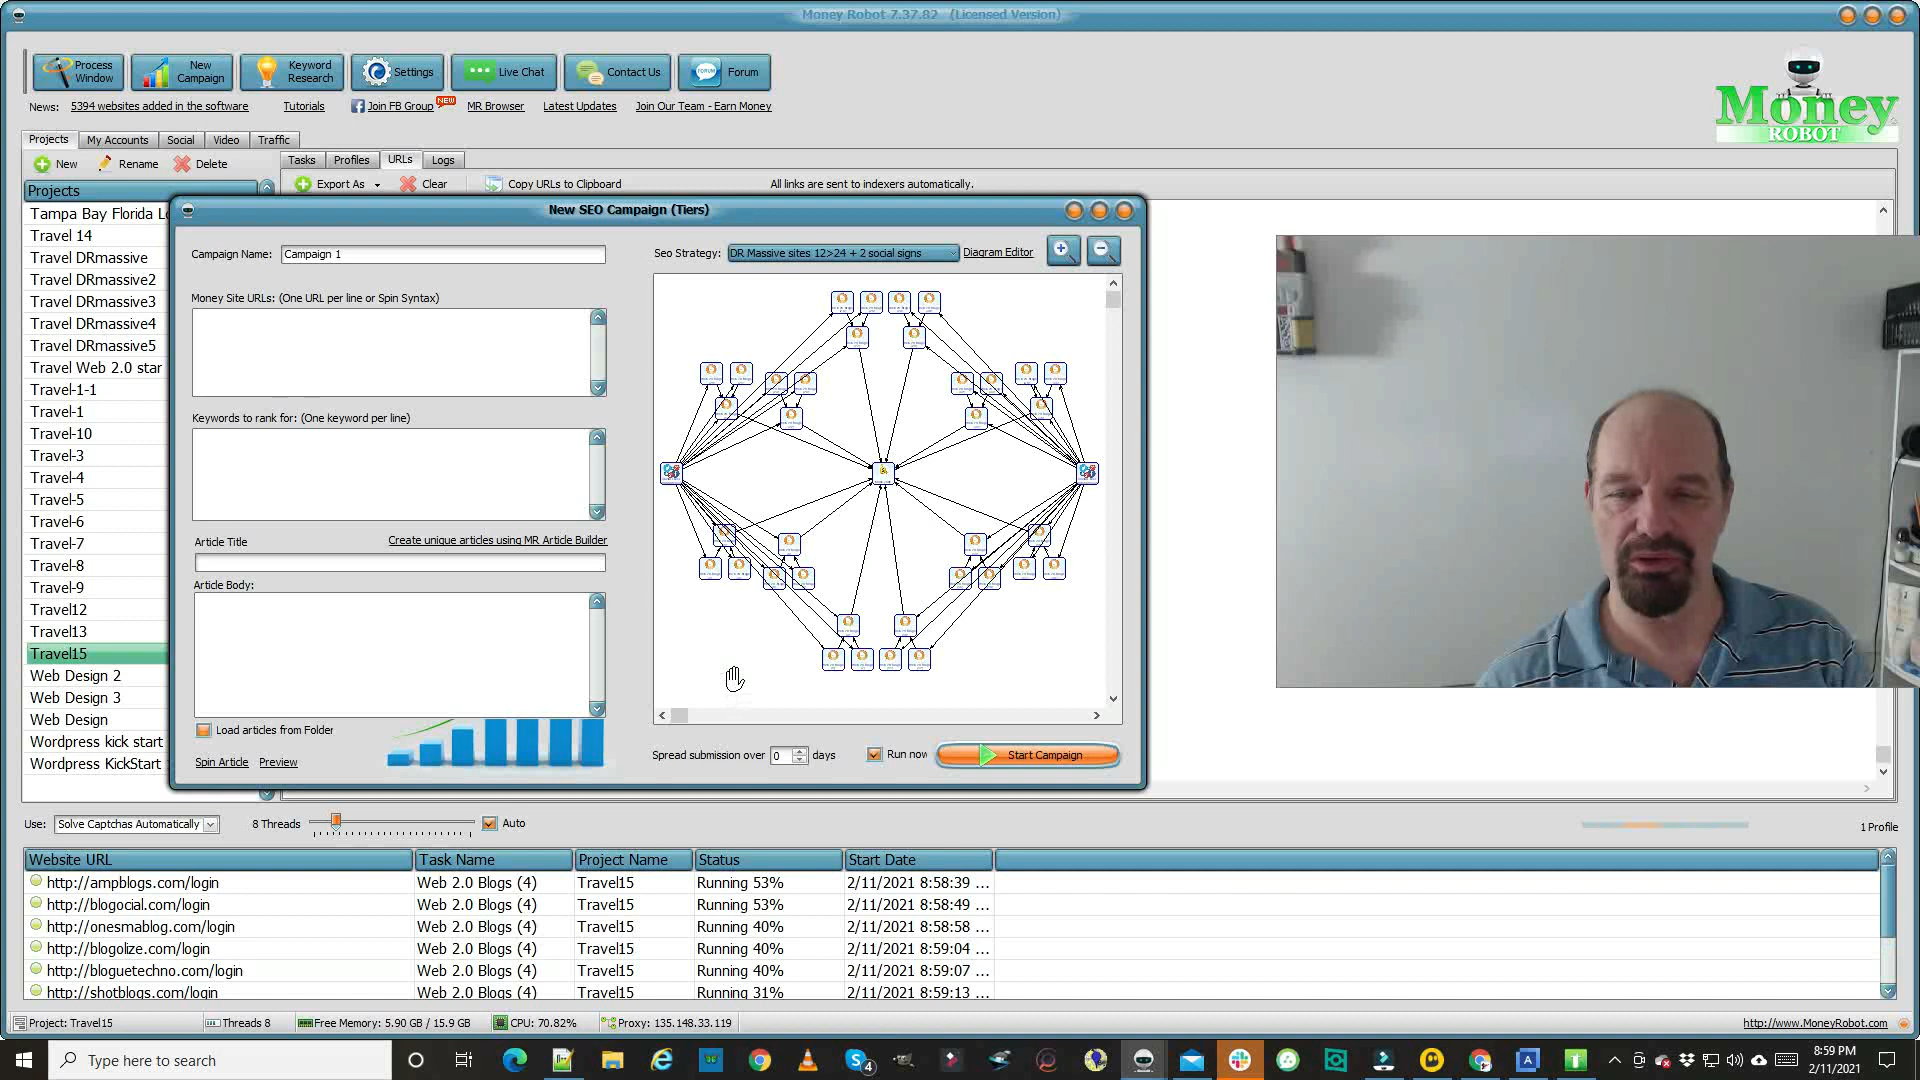 Money Robot 7.37.82 (Licensed Version)
Process Window
New Campaign
Keyword Research
Settings
Live Chat
Contact Us
FORUM
Forum
News:
5394 websites added in the software
Tutorials
Join FB Group
NEW
MR Browser
Latest Updates
Join Our Team - Earn Money
Money
ROBOT
Projects
My Accounts
Social
Video
Traffic
New
Rename
Delete
Tasks
Profiles
URLs
Logs
Export As
Clear
Copy URLs to Clipboard
All links are sent to indexers automatically.
Projects
Tampa Bay Florida Lo
Travel 14
Travel DRmassive
Travel DRmassive2
Travel DRmassive3
Travel DRmassive4
Travel DRmassive5
Travel Web 2.0 star
Travel-1-1
Travel-1
Travel-10
Travel-3
Travel-4
Travel-5
Travel-6
Travel-7
Travel-8
Travel-9
Travel12
Travel13
Travel15
Web Design 2
Web Design 3
Web Design
Wordpress kick start
Wordpress KickStart
New SEO Campaign (Tiers)
Campaign Name: Campaign 1
Money Site URLs: (One URL per line or Spin Syntax)
Keywords to rank for: (One keyword per line)
Article Title
Create unique articles using MR Article Builder
Article Body:
Load articles from Folder
Spin Article
Preview
Seo Strategy: DR Massive sites 12>24 + 2 social signs
Diagram Editor
Spread submission over 0 days
Run now
Start Campaign
Use: Solve Captchas Automatically
8 Threads
Auto
1 Profile
Website URL Task Name Project Name Status Start Date
http://ampblogs.com/login Web 2.0 Blogs (4) Travel15 Running 53% 2/11/2021 8:58:39 ...
http://blogocial.com/login Web 2.0 Blogs (4) Travel15 Running 53% 2/11/2021 8:58:49 ...
http://onesmablog.com/login Web 2.0 Blogs (4) Travel15 Running 40% 2/11/2021 8:58:58 ...
http://blogolize.com/login Web 2.0 Blogs (4) Travel15 Running 40% 2/11/2021 8:59:04 ...
http://bloguetechno.com/login Web 2.0 Blogs (4) Travel15 Running 40% 2/11/2021 8:59:07 ...
http://shotblogs.com/login Web 2.0 Blogs (4) Travel15 Running 31% 2/11/2021 8:59:13 ...
Project: Travel15
Threads 8
Free Memory: 5.90 GB / 15.9 GB
CPU: 70.82%
Proxy: 135.148.33.119
http://www.MoneyRobot.com
Type here to search
4
8:59 PM
2/11/2021